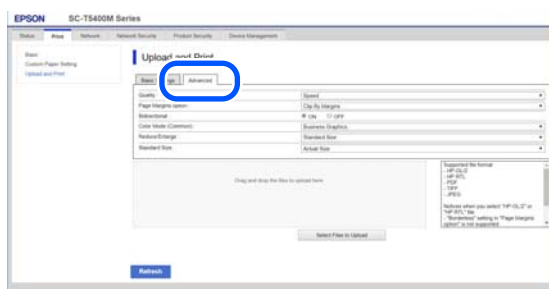 EPSON SC-T5400M Series
Status Print Network Network Security Product Security Device Management
Basic
Custom Paper Setting
Upload and Print
Upload and Print
Basic Advanced
Quality : Speed
Page Margins option : Clip By Margins
Bidirectional : ON OFF
Color Mode (Common) : Business Graphics
Reduce/Enlarge : Standard Size
Standard Size : Actual Size
Drag and drop the files to upload here
Supported file format
- HP-GL/2
- HP RTL
- PDF
- TIFF
- JPEG
Notices when you select "HP-GL/2" or
"HP RTL" file
- "Borderless" setting in "Page Margins
option" is not supported
Select Files to Upload
Refresh